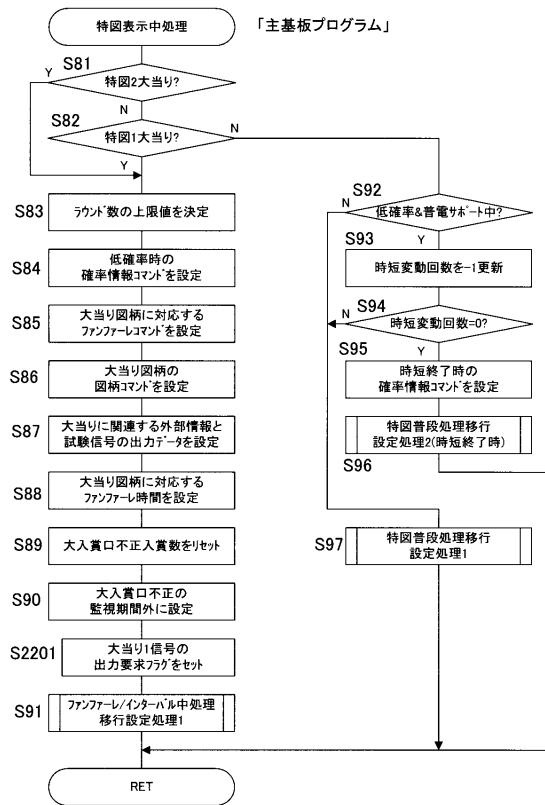 特図表示中処理
「主基板プログラム」
S81
Y
特図2大当り?
N
S82
特図1大当り?
N
Y
S83
ラウンド数の上限値を決定
S84
低確率時の
確率情報コマンドを設定
S85
大当り図柄に対応する
ファンファーレコマンドを設定
S86
大当り図柄の
図柄コマンドを設定
S87
大当りに関連する外部情報と
試験信号の出力データを設定
S88
大当り図柄に対応する
ファンファーレ時間を設定
S89
大入賞口不正入賞数をリセット
S90
大入賞口不正の
監視期間外に設定
S2201
大当り1信号の
出力要求フラグをセット
S91
ファンファーレ/インターバル中処理
移行設定処理1
RET
S92
N
低確率&普電サポート中?
S93
Y
時短変動回数を-1更新
S94
N
時短変動回数=0?
S95
Y
時短終了時の
確率情報コマンドを設定
特図普段処理移行
設定処理2(時短終了時)
S96
S97
特図普段処理移行
設定処理1